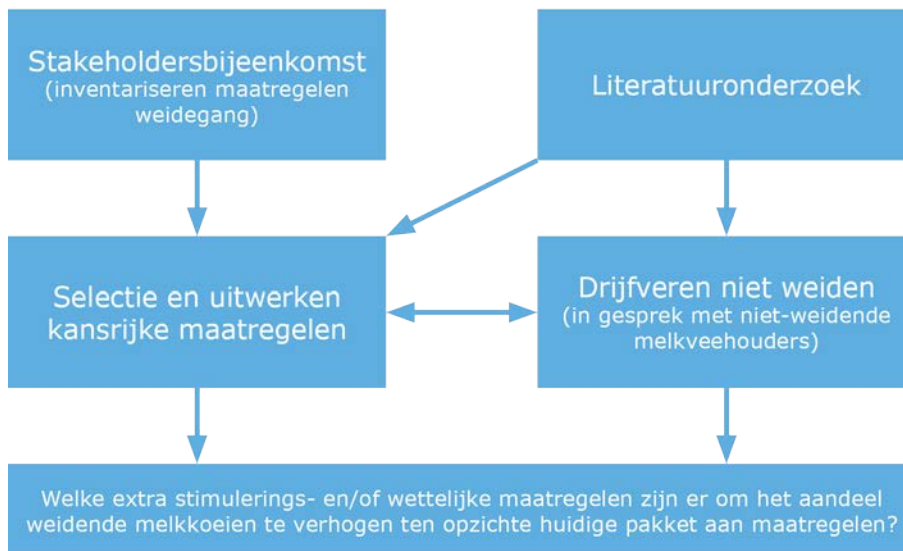 Stakeholdersbijeenkomst
(inventariseren maatregelen
weidegang)
Literatuuronderzoek
Selectie en uitwerken
kansrijke maatregelen
Drijfveren niet weiden
(in gesprek met niet-weidende
melkveehouders)
Welke extra stimulerings- en/of wettelijke maatregelen zijn er om het aandeel
weidende melkkoeien te verhogen ten opzichte huidige pakket aan maatregelen?